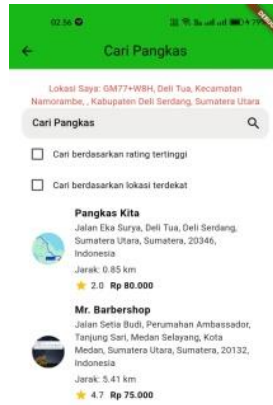 02.56
Cari Pangkas
Lokasi Saya: GM77+W8H, Deli Tua, Kecamatan
Namorambe, , Kabupaten Deli Serdang, Sumatera Utara
Cari Pangkas
Cari berdasarkan rating tertinggi
Cari berdasarkan lokasi terdekat
Pangkas Kita
Jalan Eka Surya, Deli Tua, Deli Serdang,
Sumatera Utara, Sumatera, 20346,
Indonesia
Jarak: 0.85 km
2.0 Rp 80.000
Mr. Barbershop
Jalan Setia Budi, Perumahan Ambassador,
Tanjung Sari, Medan Selayang, Kota
Medan, Sumatera Utara, Sumatera, 20132,
Indonesia
Jarak: 5.41 km
4.7 Rp 75.000